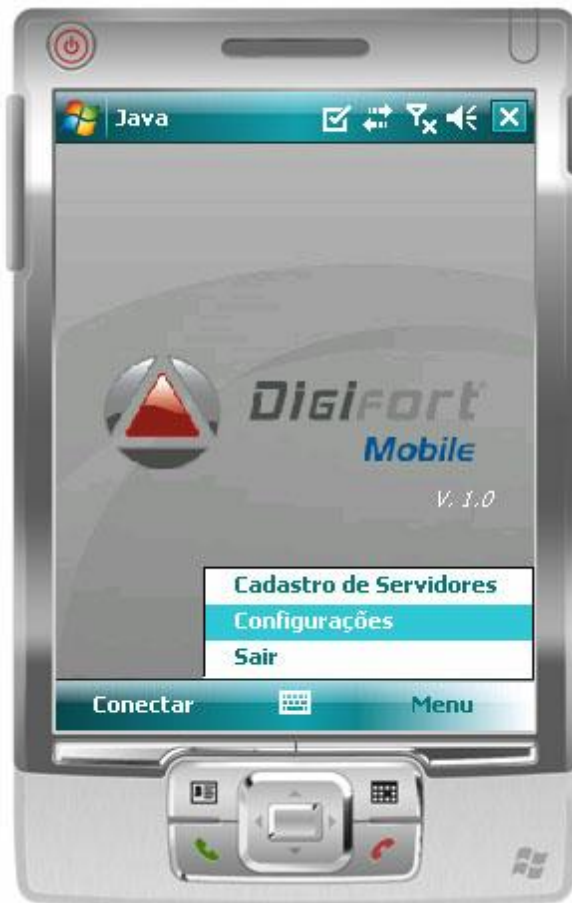 Java
DIGIFORT
Mobile
V. 1.0
Cadastro de Servidores
Configurações
Sair
Conectar
Menu